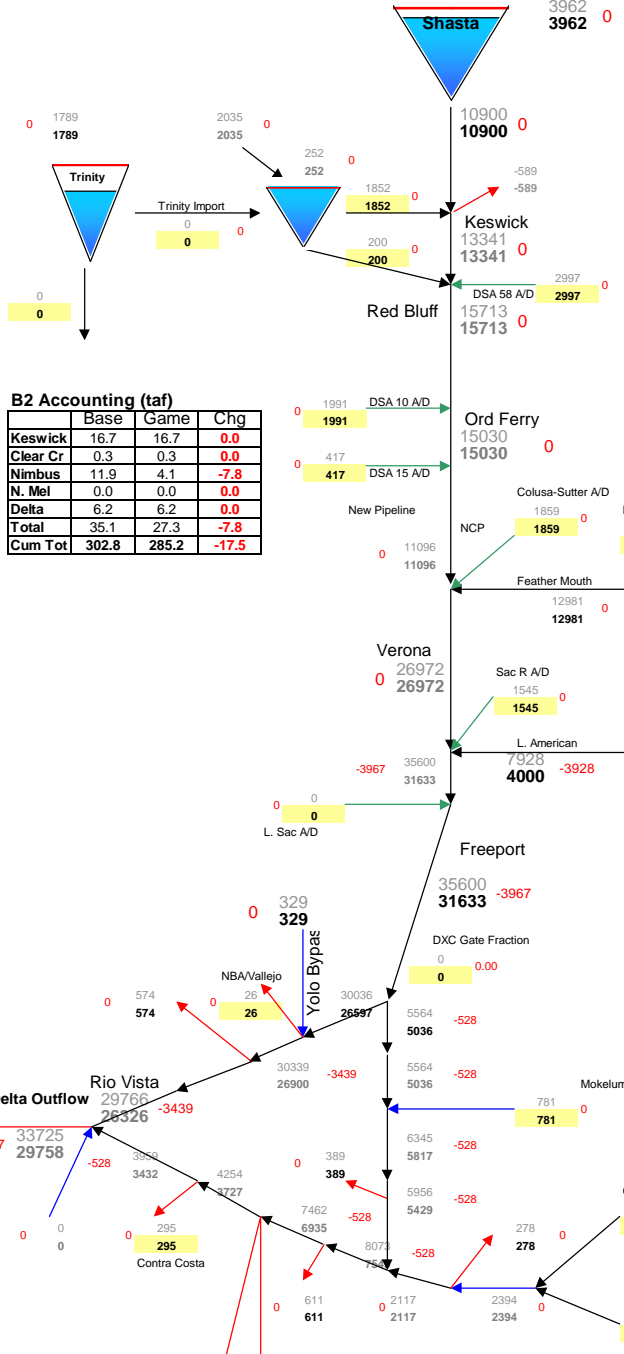 3962
Shasta
3962 0
10900
10900 0
1789
0 1789
2035
2035 0
252
252 0
-589
-589
Trinity
Trinity Import
0
0 0
1852
1852 0
Keswick
13341
13341 0
200
200 0
2997
DSA 58 A/D 2997 0
0
0
Red Bluff
15713
15713 0
B2 Accounting (taf)
Base Game Chg
Keswick 16.7 16.7 0.0
Clear Cr 0.3 0.3 0.0
Nimbus 11.9 4.1 -7.8
N. Mel 0.0 0.0 0.0
Delta 6.2 6.2 0.0
Total 35.1 27.3 -7.8
Cum Tot 302.8 285.2 -17.5
1991 DSA 10 A/D
0 1991
Ord Ferry
15030
15030 0
417
0 417 DSA 15 A/D
New Pipeline
NCP
Colusa-Sutter A/D
1859
1859 0
0 11096
11096
Feather Mouth
12981
12981 0
Verona
0 26972
26972
Sac R A/D
1545
1545 0
L. American
7928
4000 -3928
-3967 35600
31633
0 0
0
L. Sac A/D
Freeport
35600
31633 -3967
0 329
329
Yolo Bypas
DXC Gate Fraction
0
0 0.00
NBA/Vallejo
26
0 26
30036
26597
0 574
574
5564
5036 -528
30339
26900 -3439
5564
5036 -528
Rio Vista
29766
26326 -3439
elta Outflow
7 33725
29758
Mokelum
781
781 0
6345
5817 -528
-528 3959
3432
4254
3727
0 389
389
5956
5429 -528
0 0
0
0 295
295
Contra Costa
7462
6935 -528
8073
-528
278
278 0
0 611
611
0 2117
2117
2394
2394 0